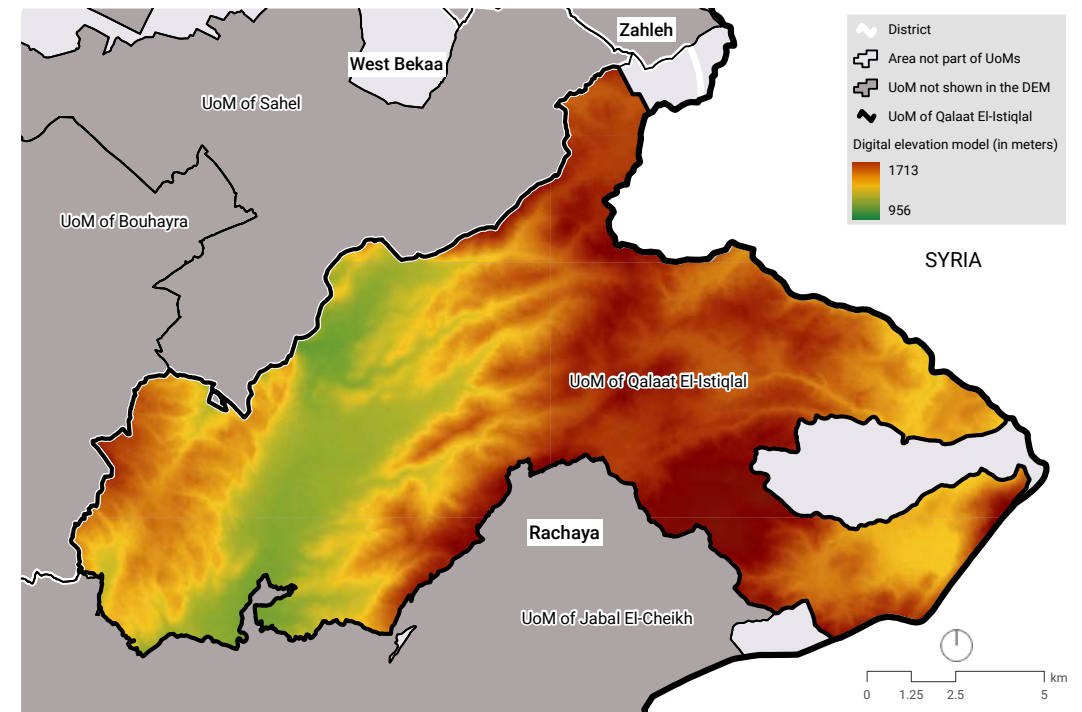 Zahleh
West Bekaa
UoM of Sahel
UoM of Bouhayra
UoM of Qalaat El-Istiqlal
Rachaya
UoM of Jabal El-Cheikh
SYRIA
District
Area not part of UoMs
UoM not shown in the DEM
UoM of Qalaat El-Istiqlal
Digital elevation model (in meters)
1713
956
km
0 1.25 2.5 5